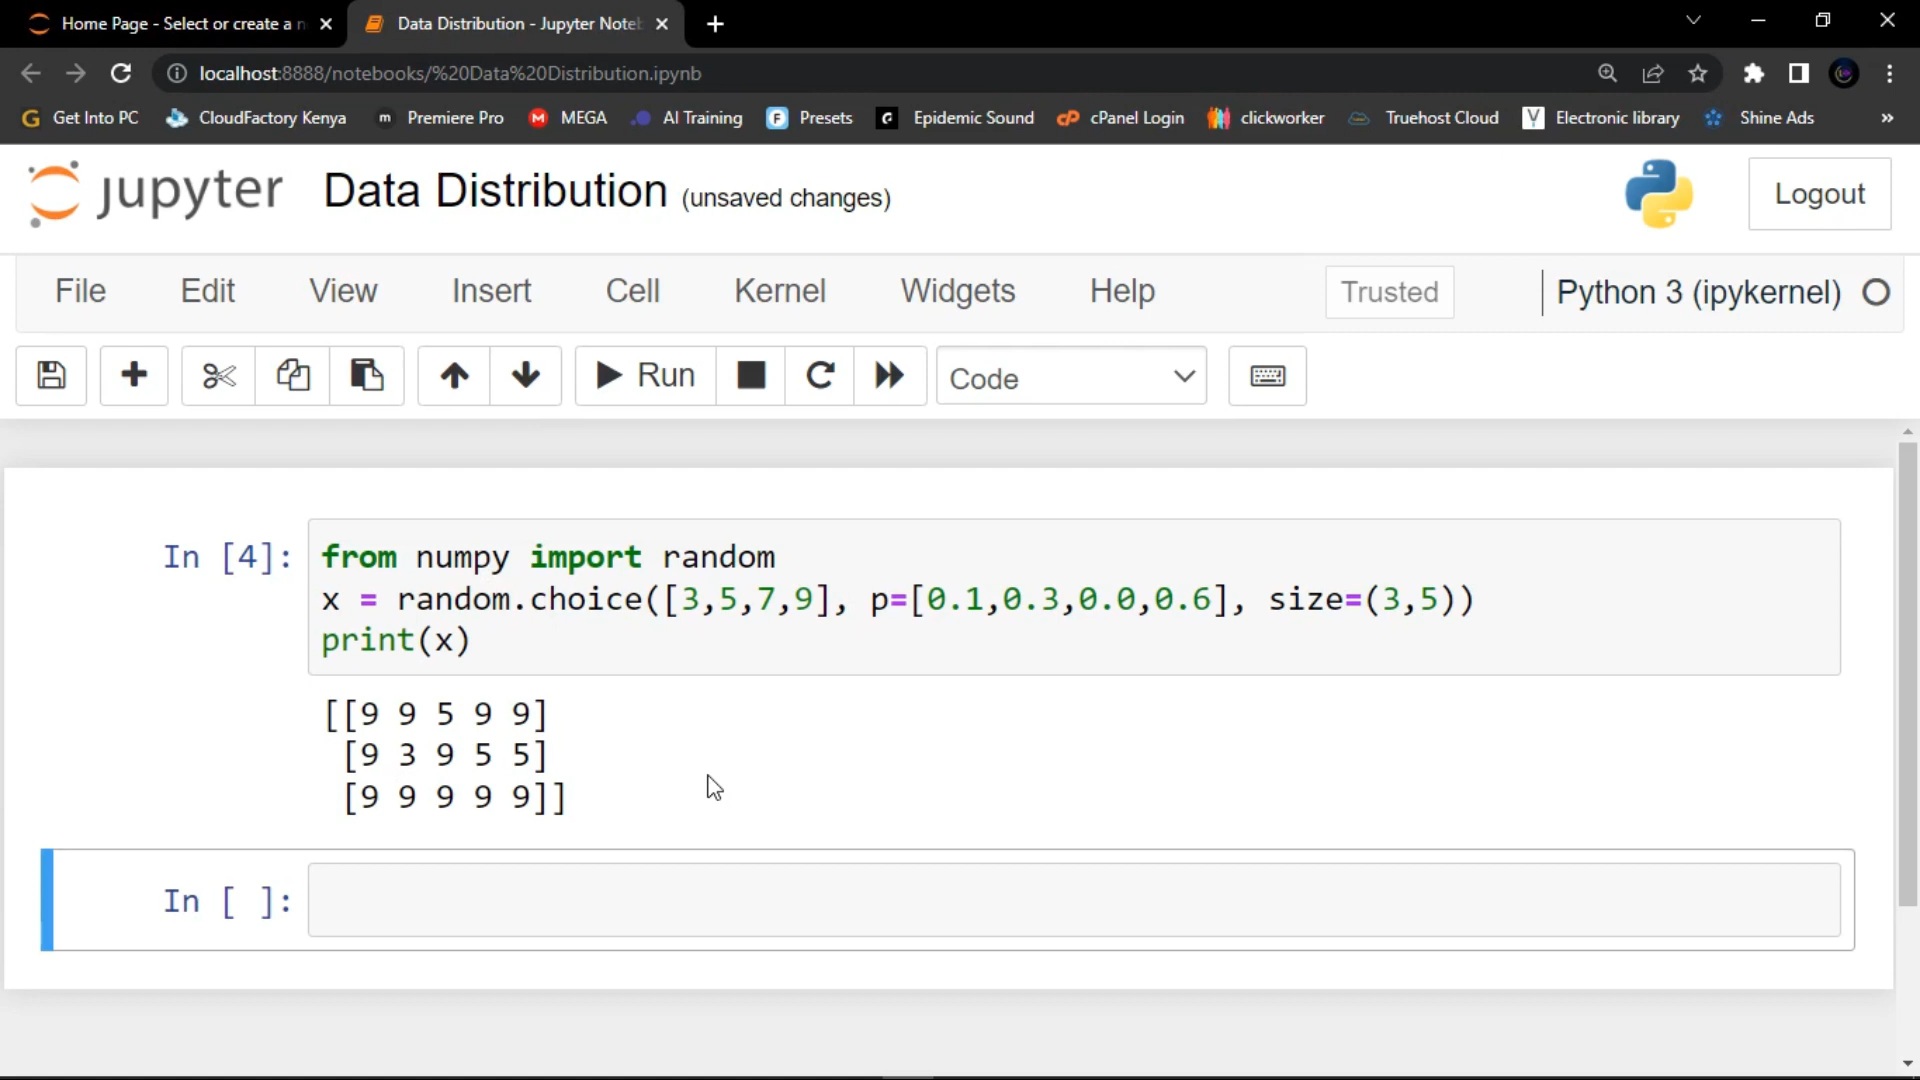 Home Page - Select or create a n
Data Distribution - Jupyter Noteb
localhost:8888/notebooks/%20Data%20Distribution.ipynb
Get Into PC CloudFactory Kenya Premiere Pro MEGA AI Training Presets Epidemic Sound cPanel Login clickworker Truehost Cloud Electronic library Shine Ads »
jupyter Data Distribution (unsaved changes) Logout
File Edit View Insert Cell Kernel Widgets Help Trusted Python 3 (ipykernel)
Run Code
In [4]: from numpy import random
x = random.choice([3,5,7,9], p=[0.1,0.3,0.0,0.6], size=(3,5))
print(x)
[[9 9 5 9 9]
[9 3 9 5 5]
[9 9 9 9 9]]
In [ ]: